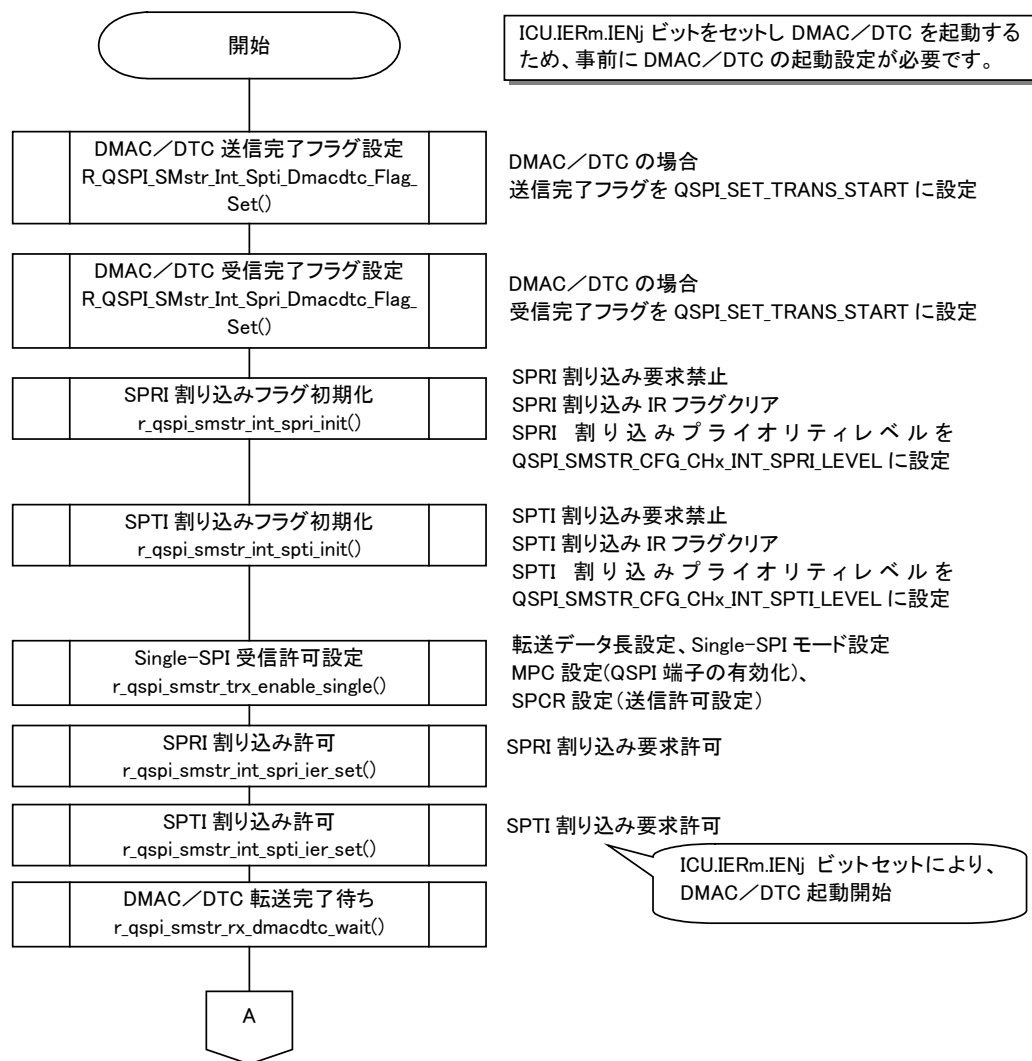 開始
ICU.IERm.IENj ビットをセットし DMAC／DTC を起動する
ため、事前に DMAC／DTC の起動設定が必要です。
DMAC／DTC 送信完了フラグ設定
R_QSPI_SMstr_Int_Spti_Dmacdtc_Flag_
Set()
DMAC／DTC の場合
送信完了フラグを QSPI_SET_TRANS_START に設定
DMAC／DTC 受信完了フラグ設定
R_QSPI_SMstr_Int_Spri_Dmacdtc_Flag_
Set()
DMAC／DTC の場合
受信完了フラグを QSPI_SET_TRANS_START に設定
SPRI 割り込みフラグ初期化
r_qspi_smstr_int_spri_init()
SPRI 割り込み要求禁止
SPRI 割り込み IR フラグクリア
SPRI 割り込みプライオリティレベルを
QSPI_SMSTR_CFG_CHx_INT_SPRI_LEVEL に設定
SPTI 割り込みフラグ初期化
r_qspi_smstr_int_spti_init()
SPTI 割り込み要求禁止
SPTI 割り込み IR フラグクリア
SPTI 割り込みプライオリティレベルを
QSPI_SMSTR_CFG_CHx_INT_SPTI_LEVEL に設定
Single-SPI 受信許可設定
r_qspi_smstr_trx_enable_single()
転送データ長設定、Single-SPI モード設定
MPC 設定(QSPI 端子の有効化)、
SPCR 設定（送信許可設定）
SPRI 割り込み許可
r_qspi_smstr_int_spri_ier_set()
SPRI 割り込み要求許可
SPTI 割り込み許可
r_qspi_smstr_int_spti_ier_set()
SPTI 割り込み要求許可
ICU.IERm.IENj ビットセットにより、
DMAC／DTC 起動開始
DMAC／DTC 転送完了待ち
r_qspi_smstr_rx_dmacdtc_wait()
A